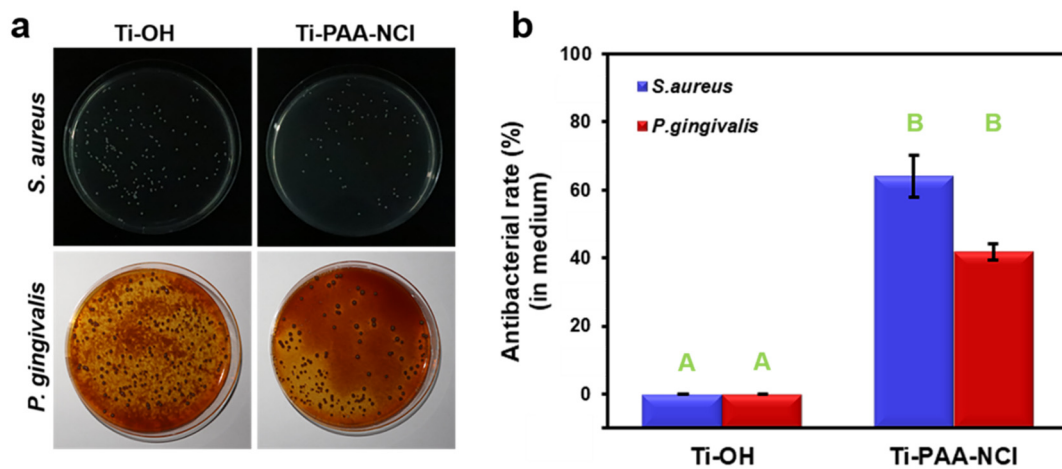 a
Ti-OH
Ti-PAA-NCl
S. aureus
P. gingivalis
b
Antibacterial rate (%)
(in medium)
100
80
60
40
20
0
S.aureus
P.gingivalis
A
A
B
B
Ti-OH
Ti-PAA-NCl